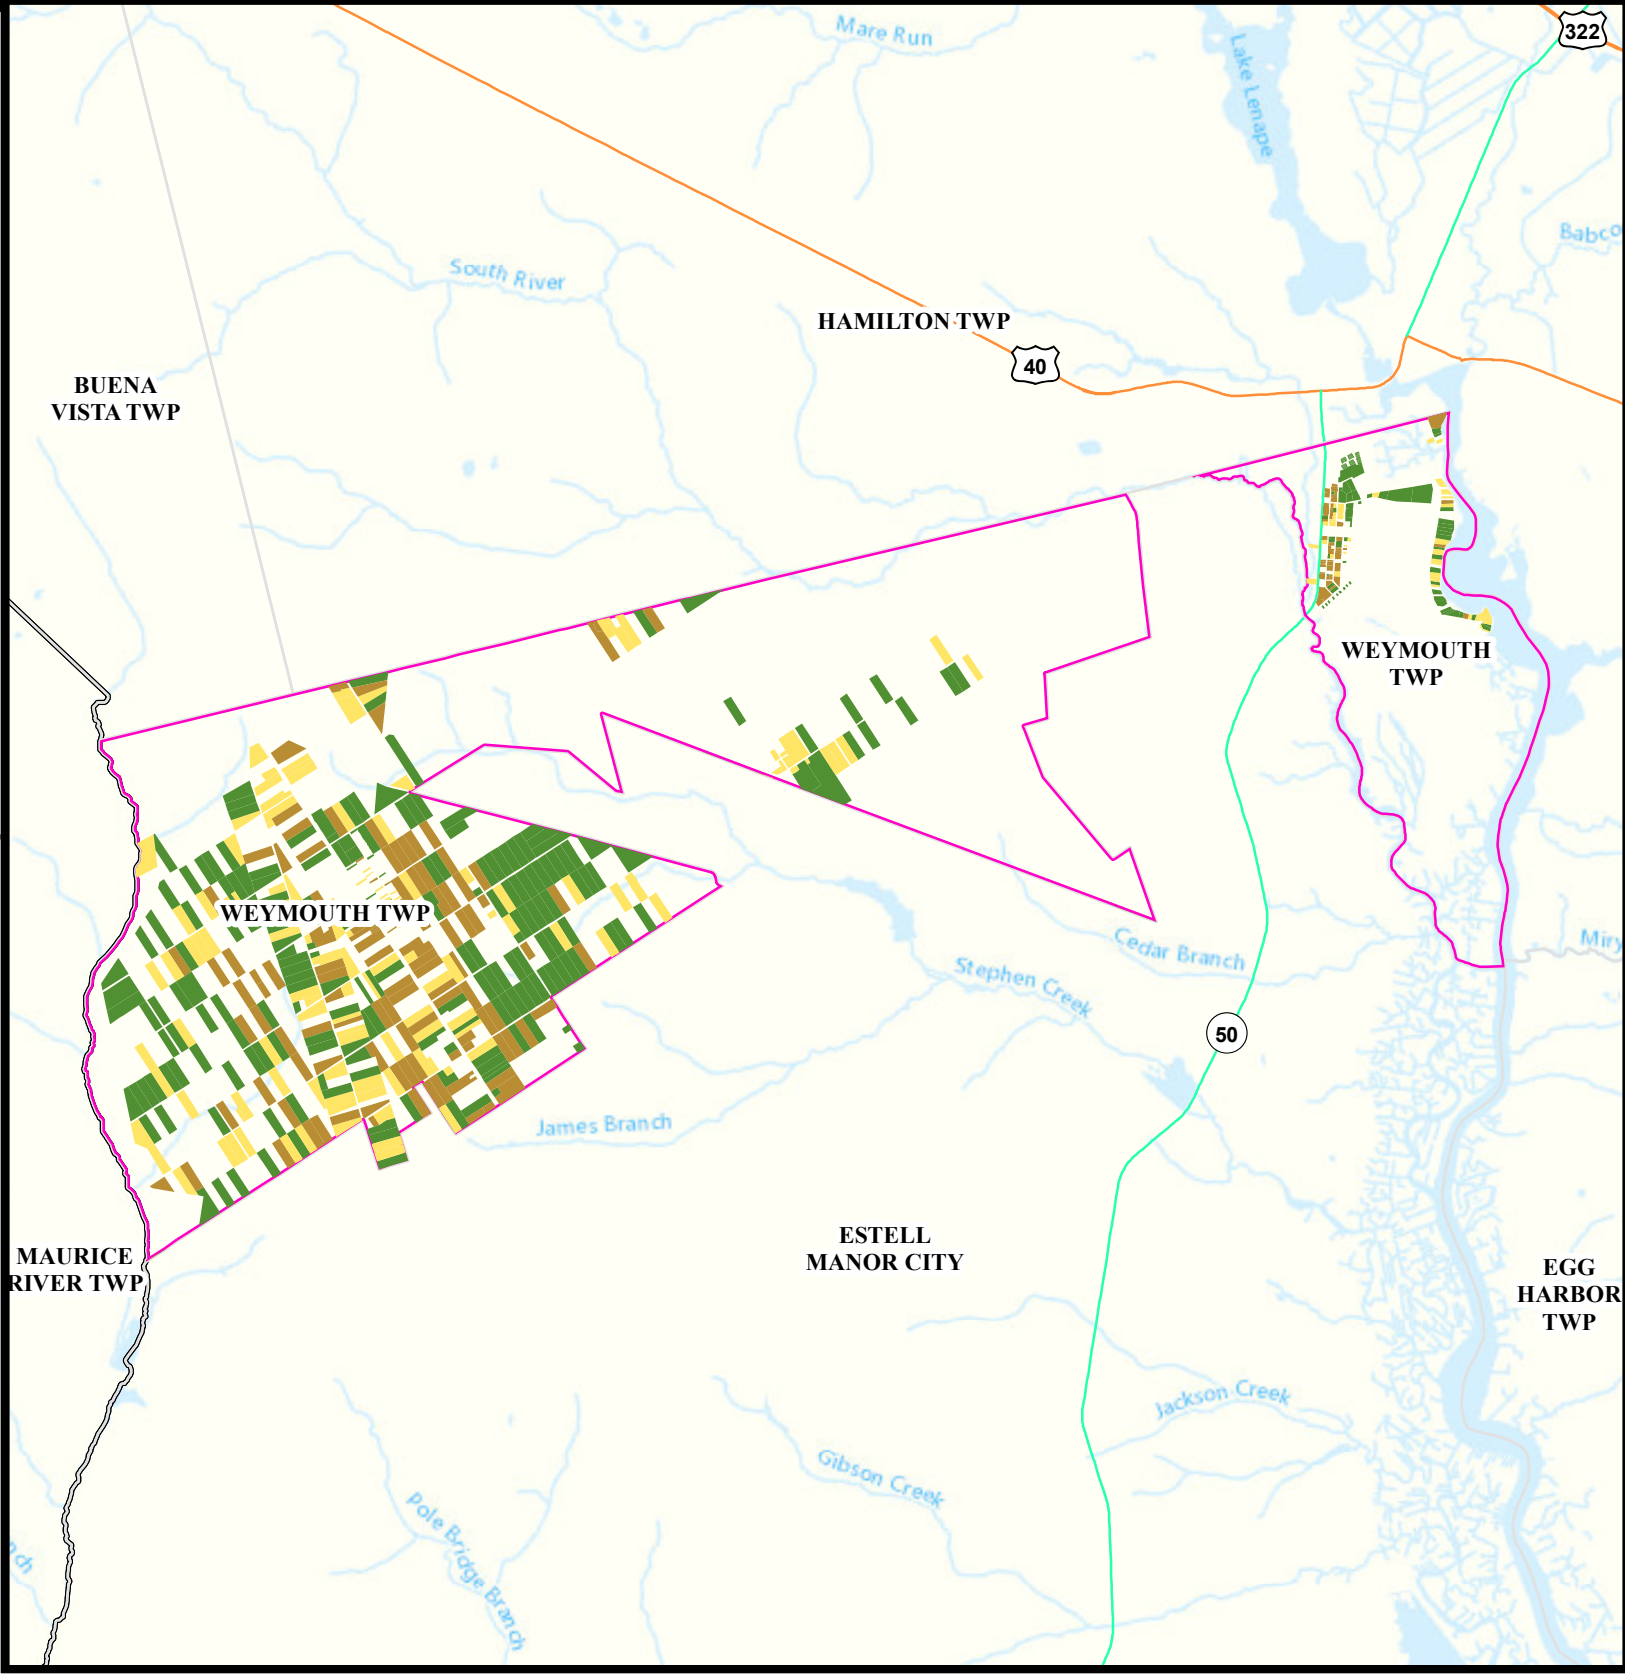 Mare Run
322
Lake Lenape
South River
HAMILTON TWP
40
BUENA
VISTA TWP
WEYMOUTH
TWP
WEYMOUTH TWP
Cedar Branch
Stephen Creek
50
James Branch
ESTELL
MANOR CITY
MAURICE
RIVER TWP
EGG
HARBOR
TWP
Jackson Creek
Gibson Creek
Pole Bridge Branch